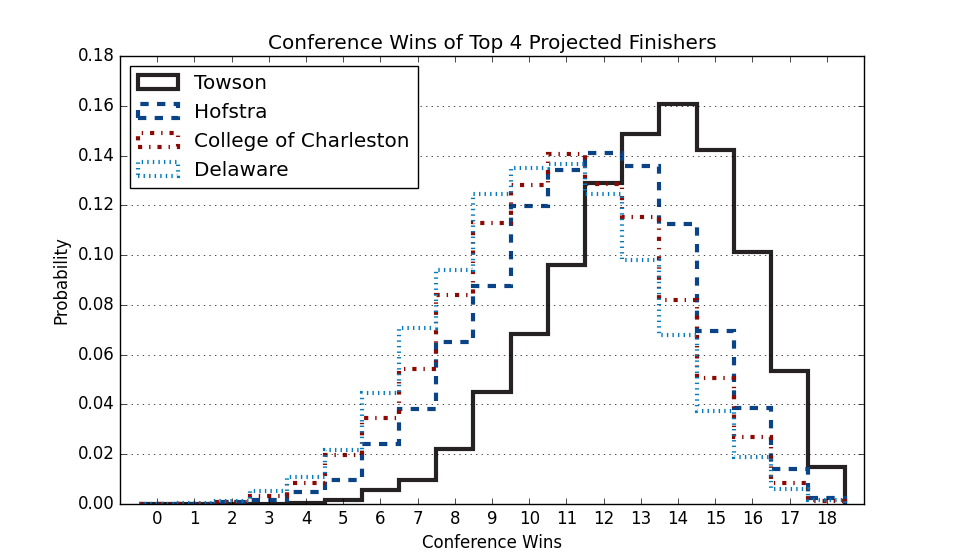 Conference Wins of Top 4 Projected Finishers
0.18
0.16
0.14
0.12
0.10
0.08
0.06
0.04
0.02
0.00
Probability
Towson
Hofstra
College of Charleston
Delaware
0 1 2 3 4 5 6 7 8 9 10 11 12 13 14 15 16 17 18
Conference Wins